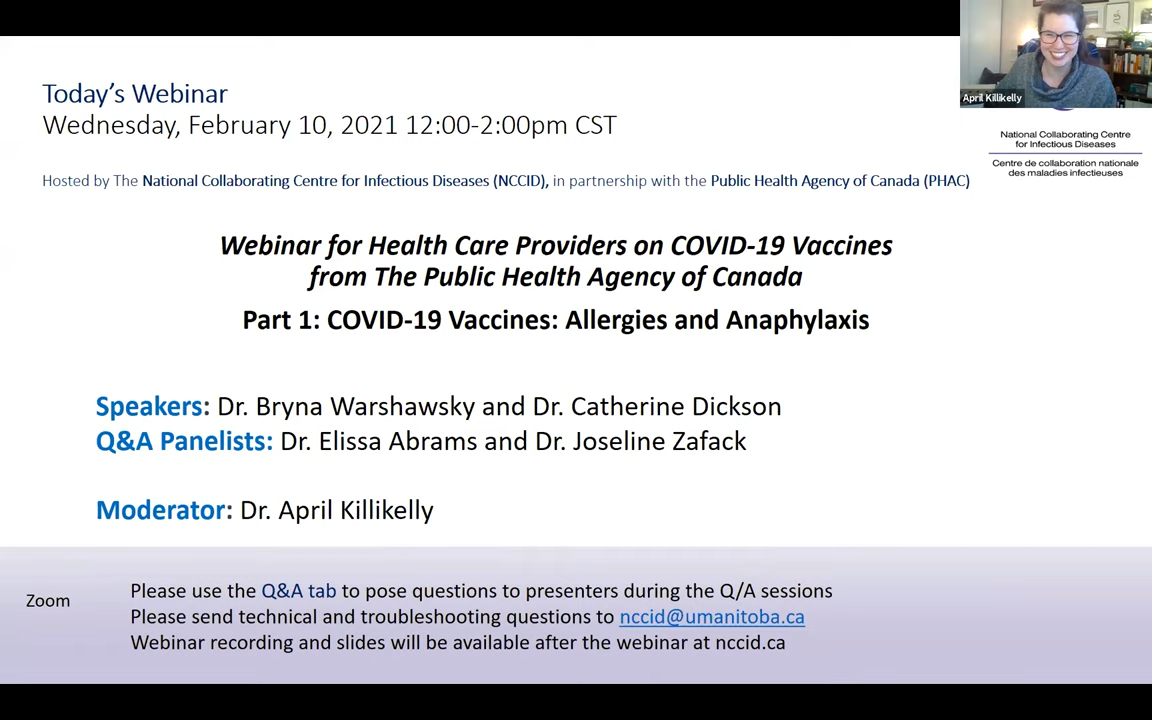 Today's Webinar
Wednesday, February 10, 2021 12:00-2:00pm CST
April Killikelly
National Collaborating Centre
for Infectious Diseases
Centre de collaboration nationale
des maladies infectieuses
Hosted by The National Collaborating Centre for Infectious Diseases (NCCID), in partnership with the Public Health Agency of Canada (PHAC)
Webinar for Health Care Providers on COVID-19 Vaccines
from The Public Health Agency of Canada
Part 1: COVID-19 Vaccines: Allergies and Anaphylaxis
Speakers: Dr. Bryna Warshawsky and Dr. Catherine Dickson
Q&A Panelists: Dr. Elissa Abrams and Dr. Joseline Zafack
Moderator: Dr. April Killikelly
Zoom
Please use the Q&A tab to pose questions to presenters during the Q/A sessions
Please send technical and troubleshooting questions to nccid@umanitoba.ca
Webinar recording and slides will be available after the webinar at nccid.ca